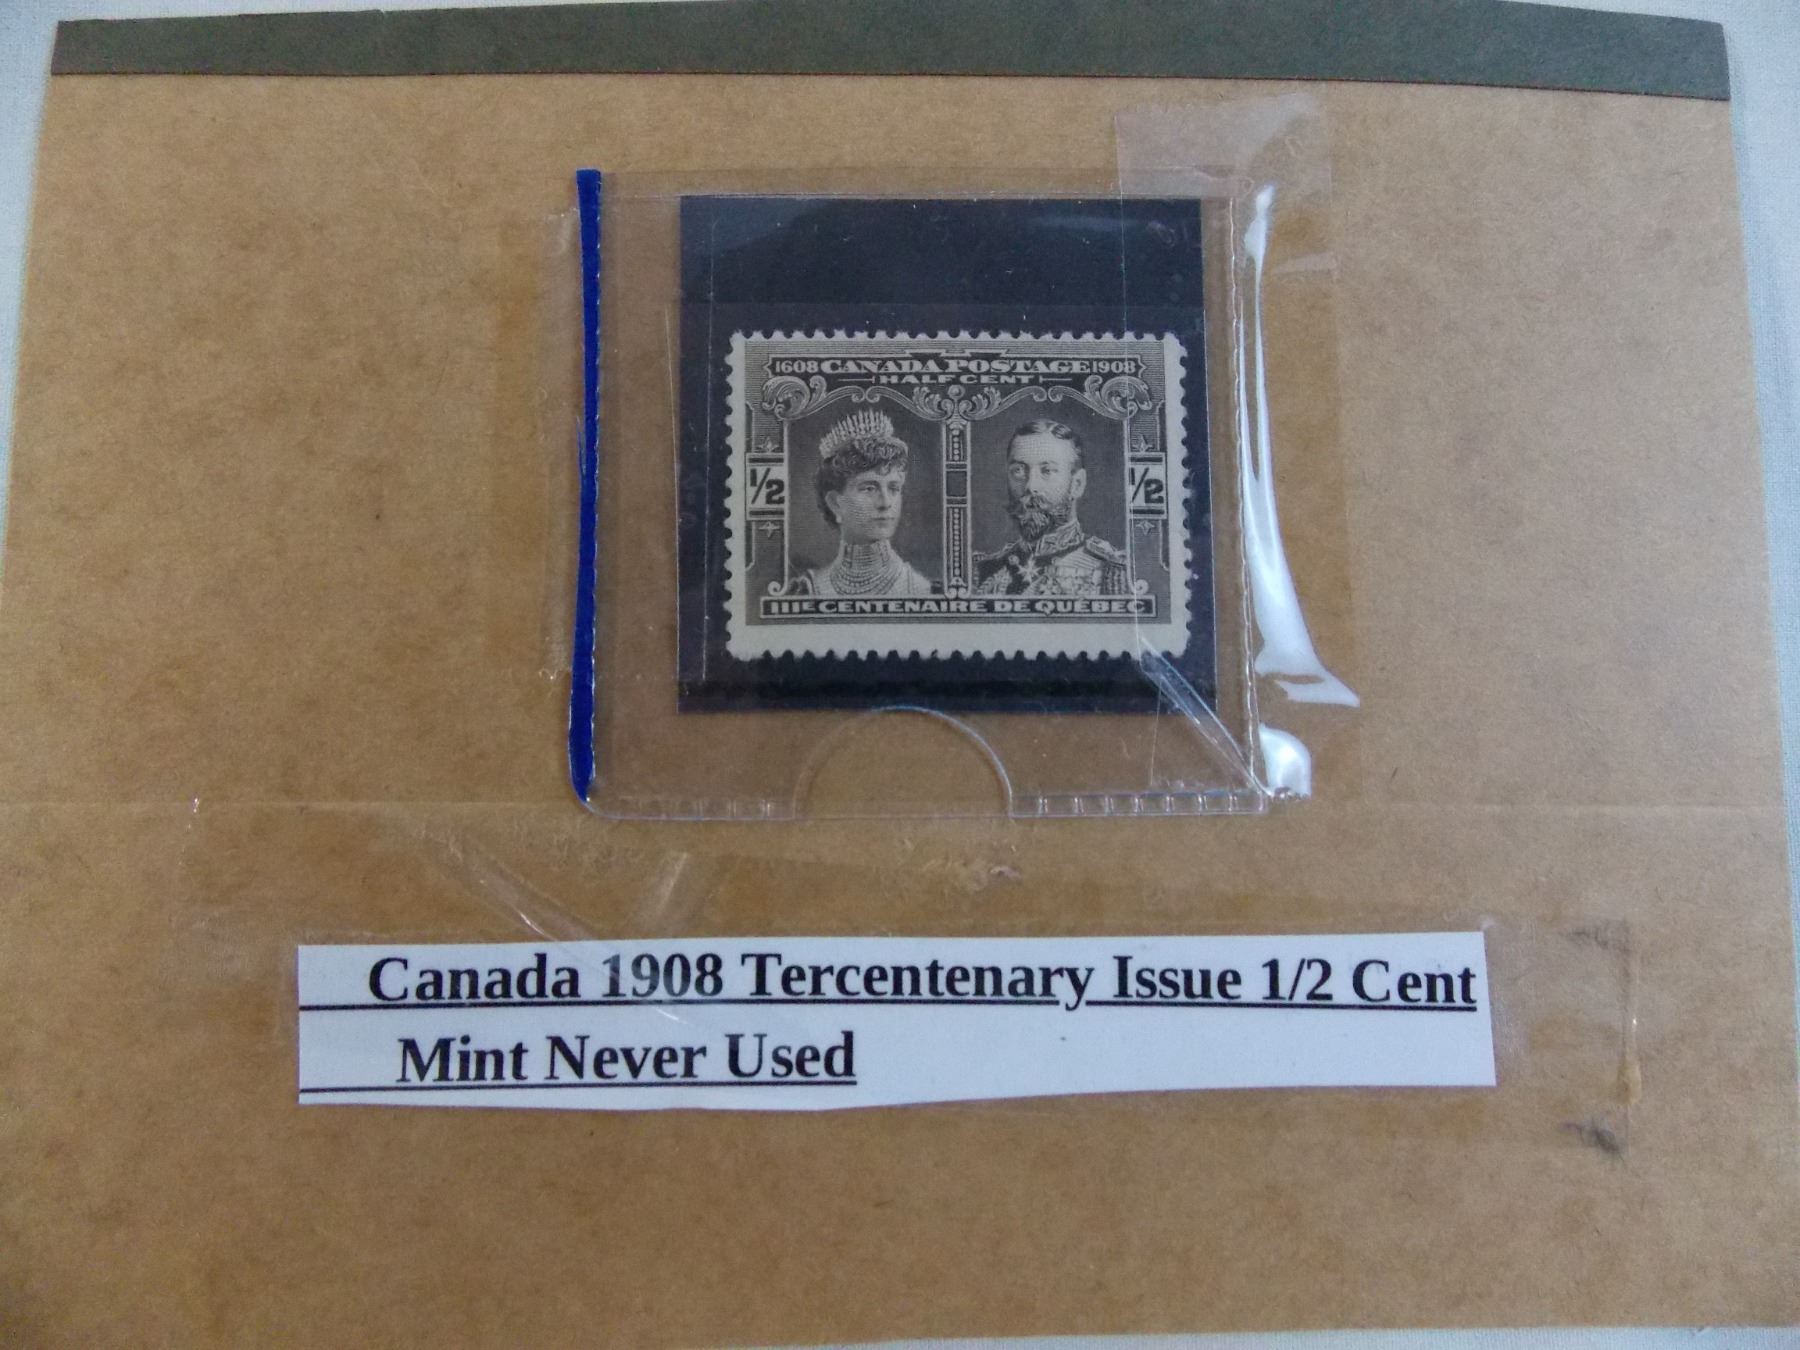 1608 CANADA POSTAGE 1908
HALF CENT
1/2 1/2
IIIE CENTENAIRE DE QUÉBEC
Canada 1908 Tercentenary Issue 1/2 Cent
Mint Never Used